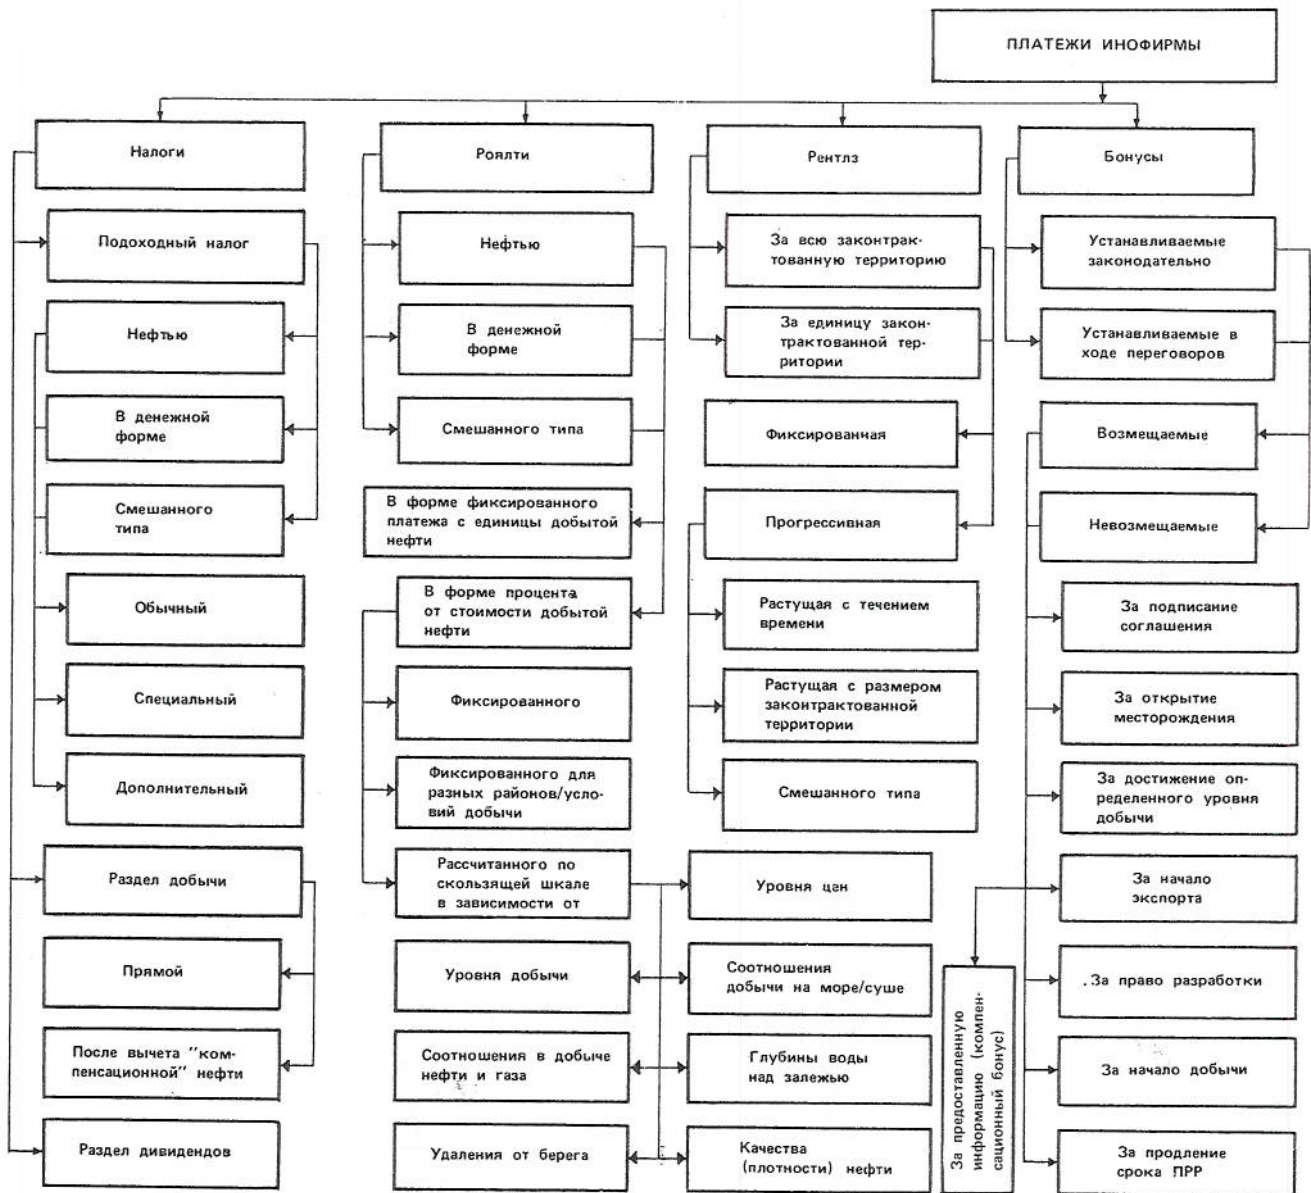 ПЛАТЕЖИ ИНОФИРМЫ
Налоги
Подоходный налог
Нефтью
В денежной
форме
Смешанного
типа
Обычный
Специальный
Дополнительный
Раздел добычи
Прямой
После вычета "ком-
пенсационной" нефти
Раздел дивидендов
Роялти
Нефтью
В денежной
форме
Смешанного типа
В форме фиксированного
платежа с единицы добытой
нефти
В форме процента
от стоимости добытой
нефти
Фиксированного
Фиксированного для
разных районов/усло-
вий добычи
Рассчитанного по
скользящей шкале
в зависимости от
Уровня добычи
Соотношения в добыче
нефти и газа
Удаления от берега
Уровня цен
Соотношения
добычи на море/суше
Глубины воды
над залежью
Качества
(плотности) нефти
Рентлз
За всю законтрак-
тованную территорию
За единицу закон-
трактованной тер-
ритории
Фиксированная
Прогрессивная
Растущая с течением
времени
Растущая с размером
законтрактованной
территории
Смешанного типа
Бонусы
Устанавливаемые
законодательно
Устанавливаемые в
ходе переговоров
Возмещаемые
Невозмещаемые
За подписание
соглашения
За открытие
месторождения
За достижение оп-
ределенного уровня
добычи
За начало
экспорта
За право разработки
За начало добычи
За продление
срока ПРР
За предоставленную
информацию (компен-
сационный бонус)